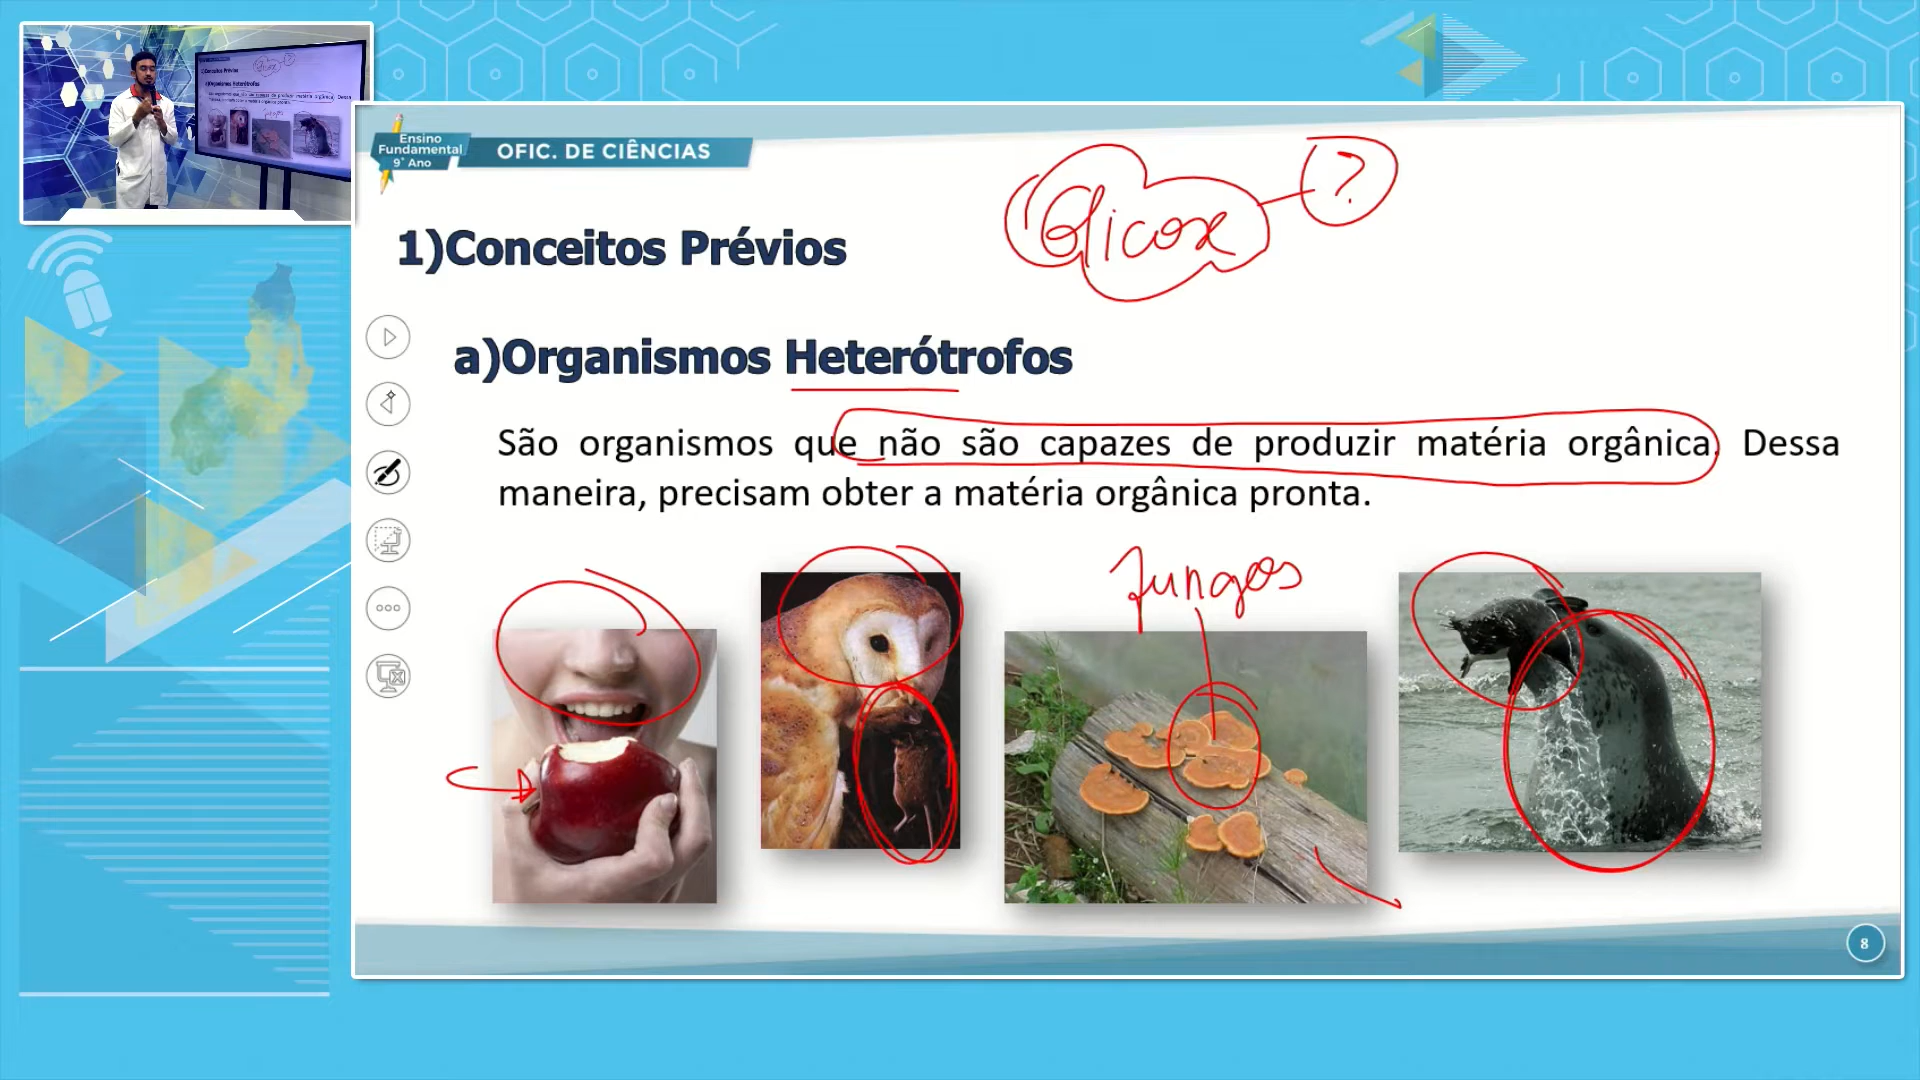 Ensino
Fundamental
9° Ano
OFIC. DE CIÊNCIAS
Glicose
?
1)Conceitos Prévios
a)Organismos Heterótrofos
São organismos que não são capazes de produzir matéria orgânica. Dessa
maneira, precisam obter a matéria orgânica pronta.
fungos
8